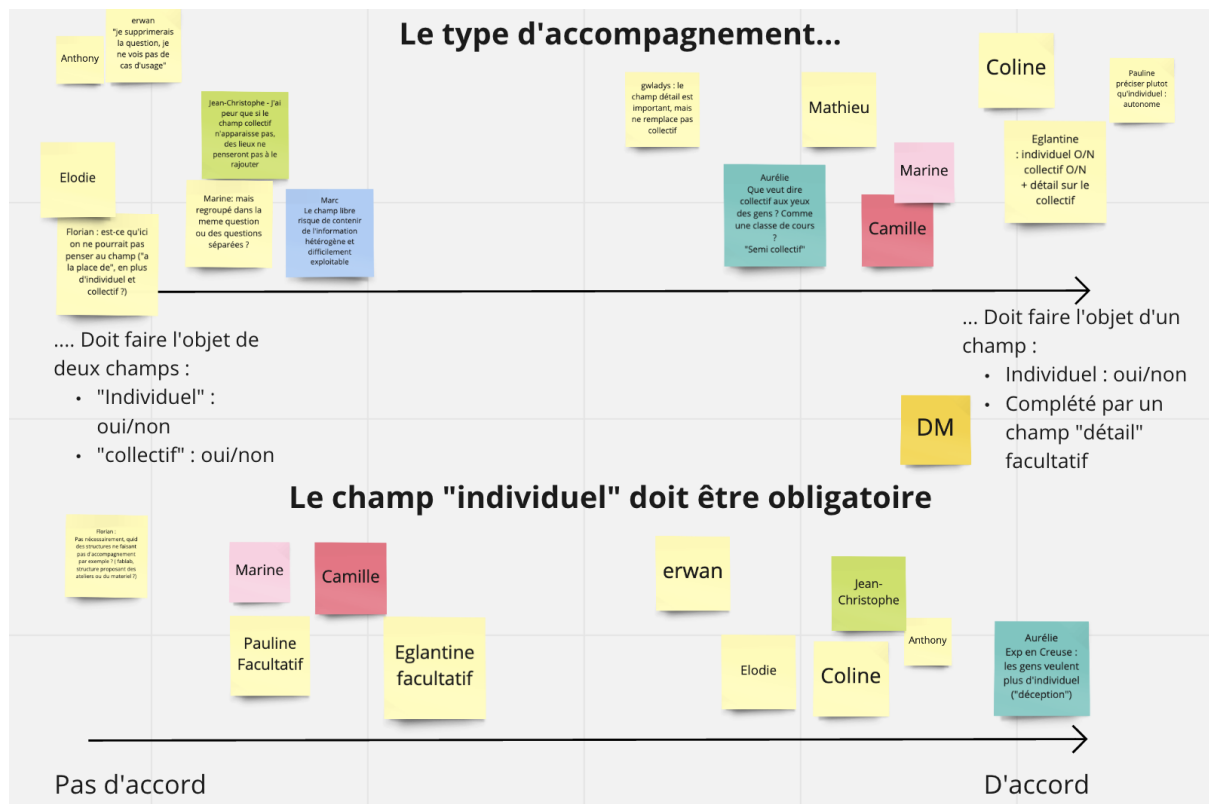 Le type d'accompagnement...
Anthony
erwan
"je supprimerais
la question, je
ne vois pas de
cas d'usage"
Jean-Christophe - j'ai
peur que si le
champ collectif
n'apparaisse pas,
des lieux ne
penseront pas à le
rajouter
Elodie
Florian : est-ce qu'ici
on ne pourrait pas
penser au champ ("a
la place de", en plus
d'individuel et
collectif ?)
Marine: mais
regroupé dans la
meme question
ou des questions
séparées ?
Marc
Le champ libre
risque de contenir
de l'information
hétérogène et
difficilement
exploitable
gwladys : le
champ détail est
important, mais
ne remplace pas
collectif
Mathieu
Aurélie
Que veut dire
collectif aux yeux
des gens ? Comme
une classe de cours
?
"Semi collectif"
Marine
Camille
Coline
Pauline
préciser plutot
qu'individuel :
autonome
Eglantine
: individuel O/N
collectif O/N
+ détail sur le
collectif
.... Doit faire l'objet de
deux champs :
• "Individuel" :
oui/non
• "collectif" : oui/non
... Doit faire l'objet d'un
champ :
• Individuel : oui/non
• Complété par un
champ "détail"
facultatif
DM
Le champ "individuel" doit être obligatoire
Florian :
Pas nécessairement, quid
des structures ne faisant
pas d'accompagnement
par exemple ? ( fablab,
structure proposant des
ateliers ou du materiel ?)
Marine
Camille
Pauline
Facultatif
Eglantine
facultatif
erwan
Jean-
Christophe
Elodie
Coline
Anthony
Aurélie
Exp en Creuse :
les gens veulent
plus d'individuel
("déception")
Pas d'accord
D'accord